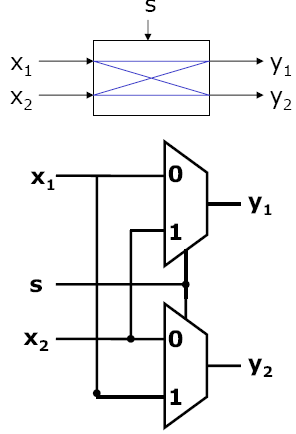 s
x₁ y₁
x₂ y₂
x₁ 0 y₁
1
s
x₂ 0 y₂
1